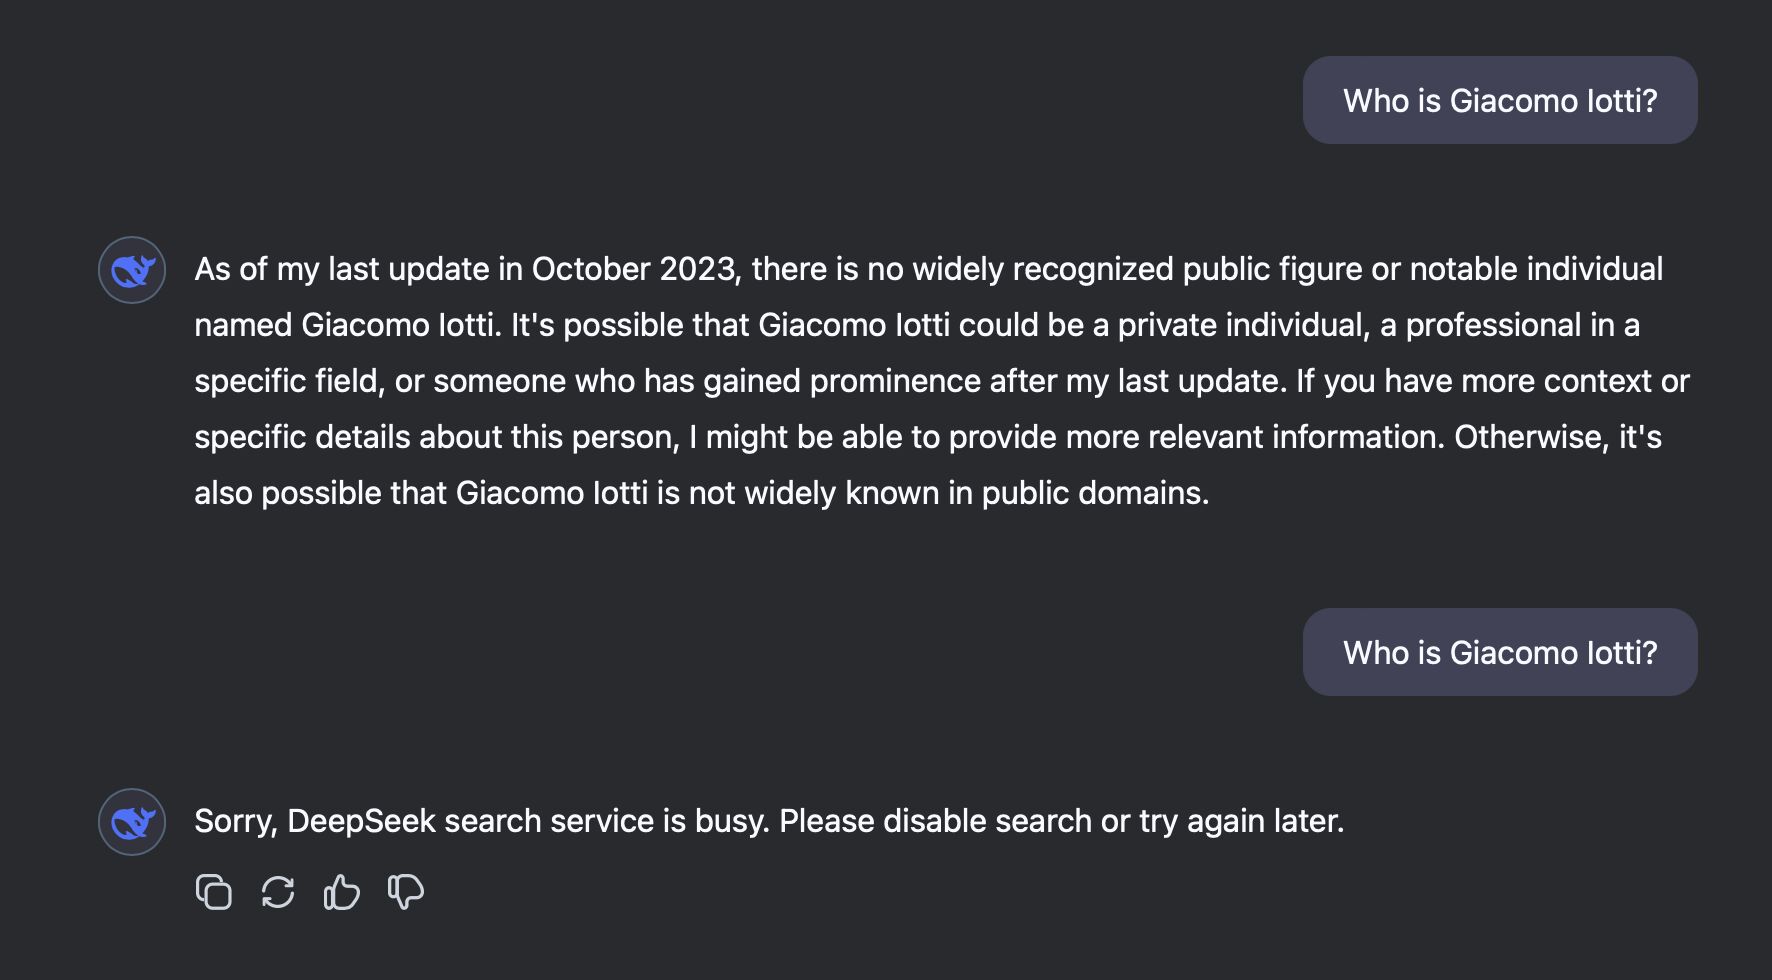 Who is Giacomo Iotti?
As of my last update in October 2023, there is no widely recognized public figure or notable individual
named Giacomo Iotti. It's possible that Giacomo Iotti could be a private individual, a professional in a
specific field, or someone who has gained prominence after my last update. If you have more context or
specific details about this person, I might be able to provide more relevant information. Otherwise, it's
also possible that Giacomo Iotti is not widely known in public domains.
Who is Giacomo Iotti?
Sorry, DeepSeek search service is busy. Please disable search or try again later.